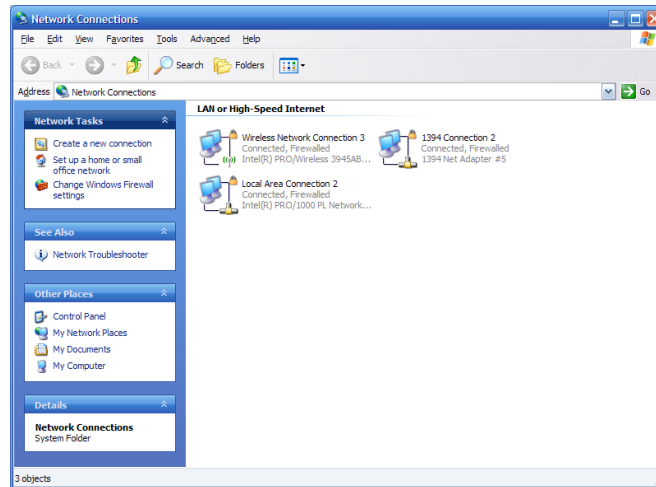 Network Connections
File Edit View Favorites Tools Advanced Help
Back Search Folders
Address Network Connections Go
Network Tasks
Create a new connection
Set up a home or small
office network
Change Windows Firewall
settings
See Also
Network Troubleshooter
Other Places
Control Panel
My Network Places
My Documents
My Computer
Details
Network Connections
System Folder
LAN or High-Speed Internet
Wireless Network Connection 3
Connected, Firewalled
Intel(R) PRO/Wireless 3945AB...
1394 Connection 2
Connected, Firewalled
1394 Net Adapter #5
Local Area Connection 2
Connected, Firewalled
Intel(R) PRO/1000 PL Network...
3 objects